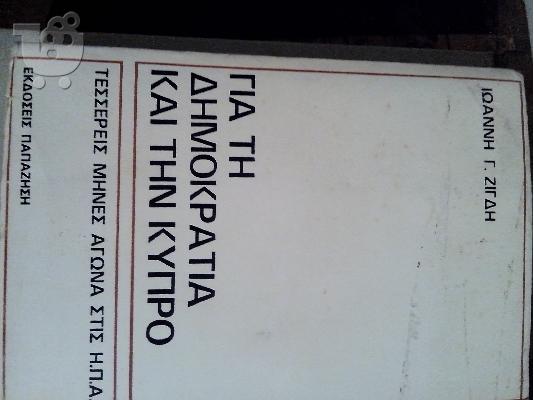 ΙΩΑΝΝΗ Γ. ΖΙΓΔΗ
ΓΙΑ ΤΗ
ΔΗΜΟΚΡΑΤΙΑ
ΚΑΙ ΤΗΝ ΚΥΠΡΟ
ΤΕΣΣΕΡΕΙΣ ΜΗΝΕΣ ΑΓΩΝΑ ΣΤΙΣ Η.Π.Α.
ΕΚΔΟΣΕΙΣ ΠΑΠΑΖΗΣΗ